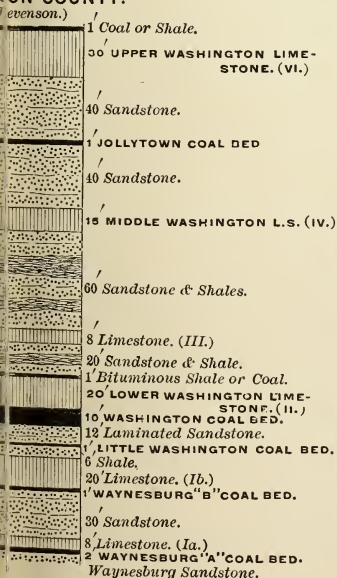 ON COUNTY.
evenson.)
1' Coal or Shale.
30' UPPER WASHINGTON LIME-
STONE. (VI.)
40' Sandstone.
1' JOLLYTOWN COAL BED
40' Sandstone.
15' MIDDLE WASHINGTON L.S. (IV.)
60' Sandstone & Shales.
8' Limestone. (III.)
20' Sandstone & Shale.
1' Bituminous Shale or Coal.
20' LOWER WASHINGTON LIME-
STONE. (II.)
10' WASHINGTON COAL BED.
12' Laminated Sandstone.
1' LITTLE WASHINGTON COAL BED.
6 Shale,
20' Limestone. (Ib.)
1' WAYNESBURG "B" COAL BED.
30 Sandstone.
8' Limestone. (Ia.)
2 WAYNESBURG "A" COAL BED.
Waynesburg Sandstone.